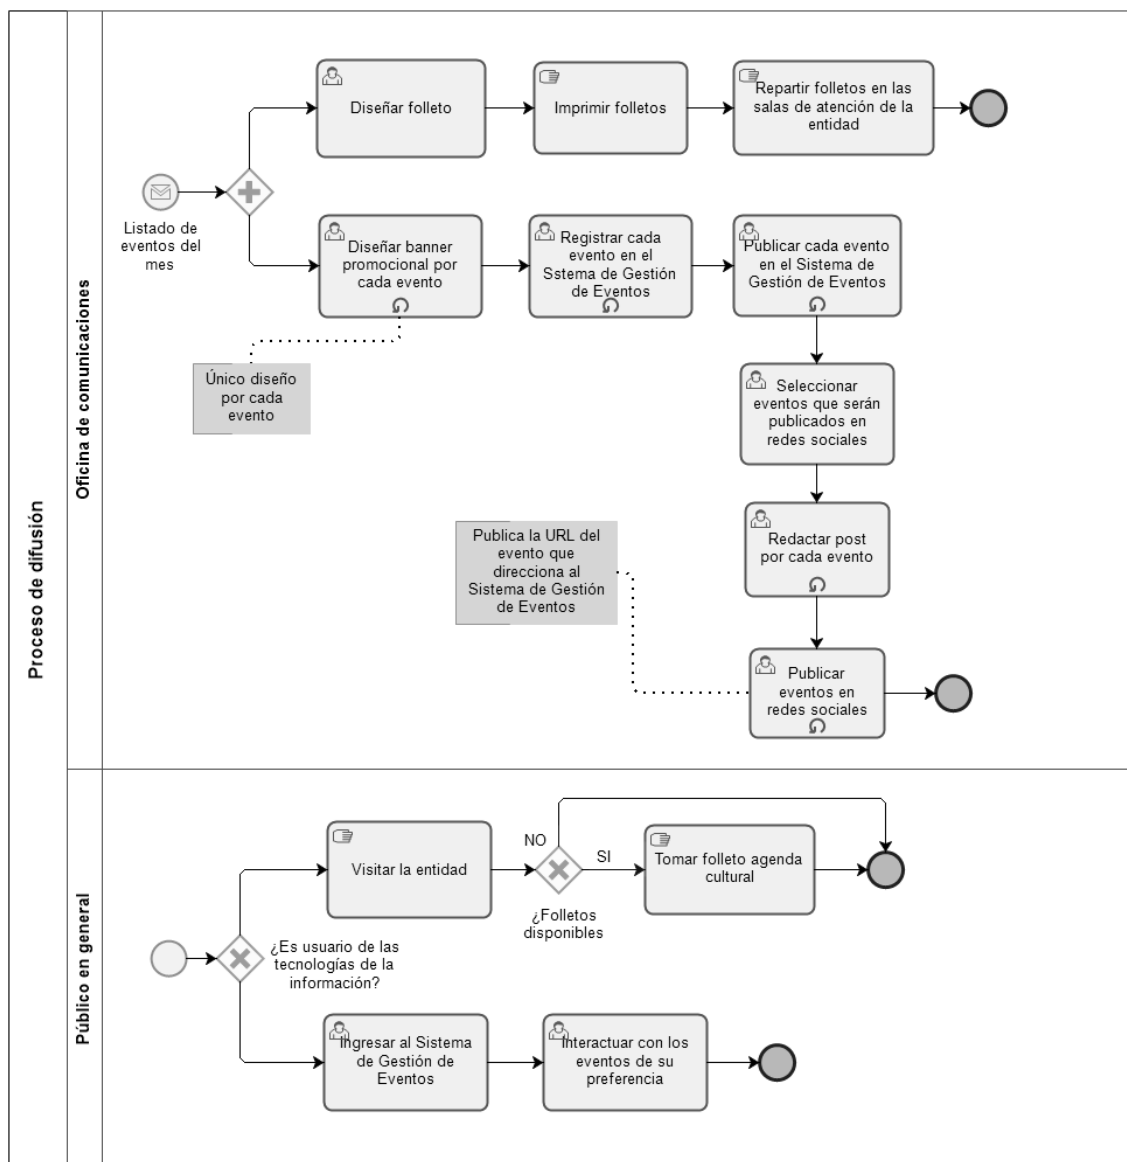 Proceso de difusión
Oficina de comunicaciones
Diseñar folleto
Imprimir folletos
Repartir folletos en las
salas de atención de la
entidad
Listado de
eventos del
mes
Diseñar banner
promocional por
cada evento
Registrar cada
evento en el
Sstema de Gestión
de Eventos
Publicar cada evento
en el Sistema de
Gestión de Eventos
Único diseño
por cada
evento
Seleccionar
eventos que serán
publicados en
redes sociales
Redactar post
por cada evento
Publica la URL del
evento que
direcciona al
Sistema de Gestión
de Eventos
Publicar
eventos en
redes sociales
Público en general
Visitar la entidad
NO
SI
¿Folletos
disponibles
Tomar folleto agenda
cultural
¿Es usuario de las
tecnologías de la
información?
Ingresar al Sistema
de Gestión de
Eventos
Interactuar con los
eventos de su
preferencia